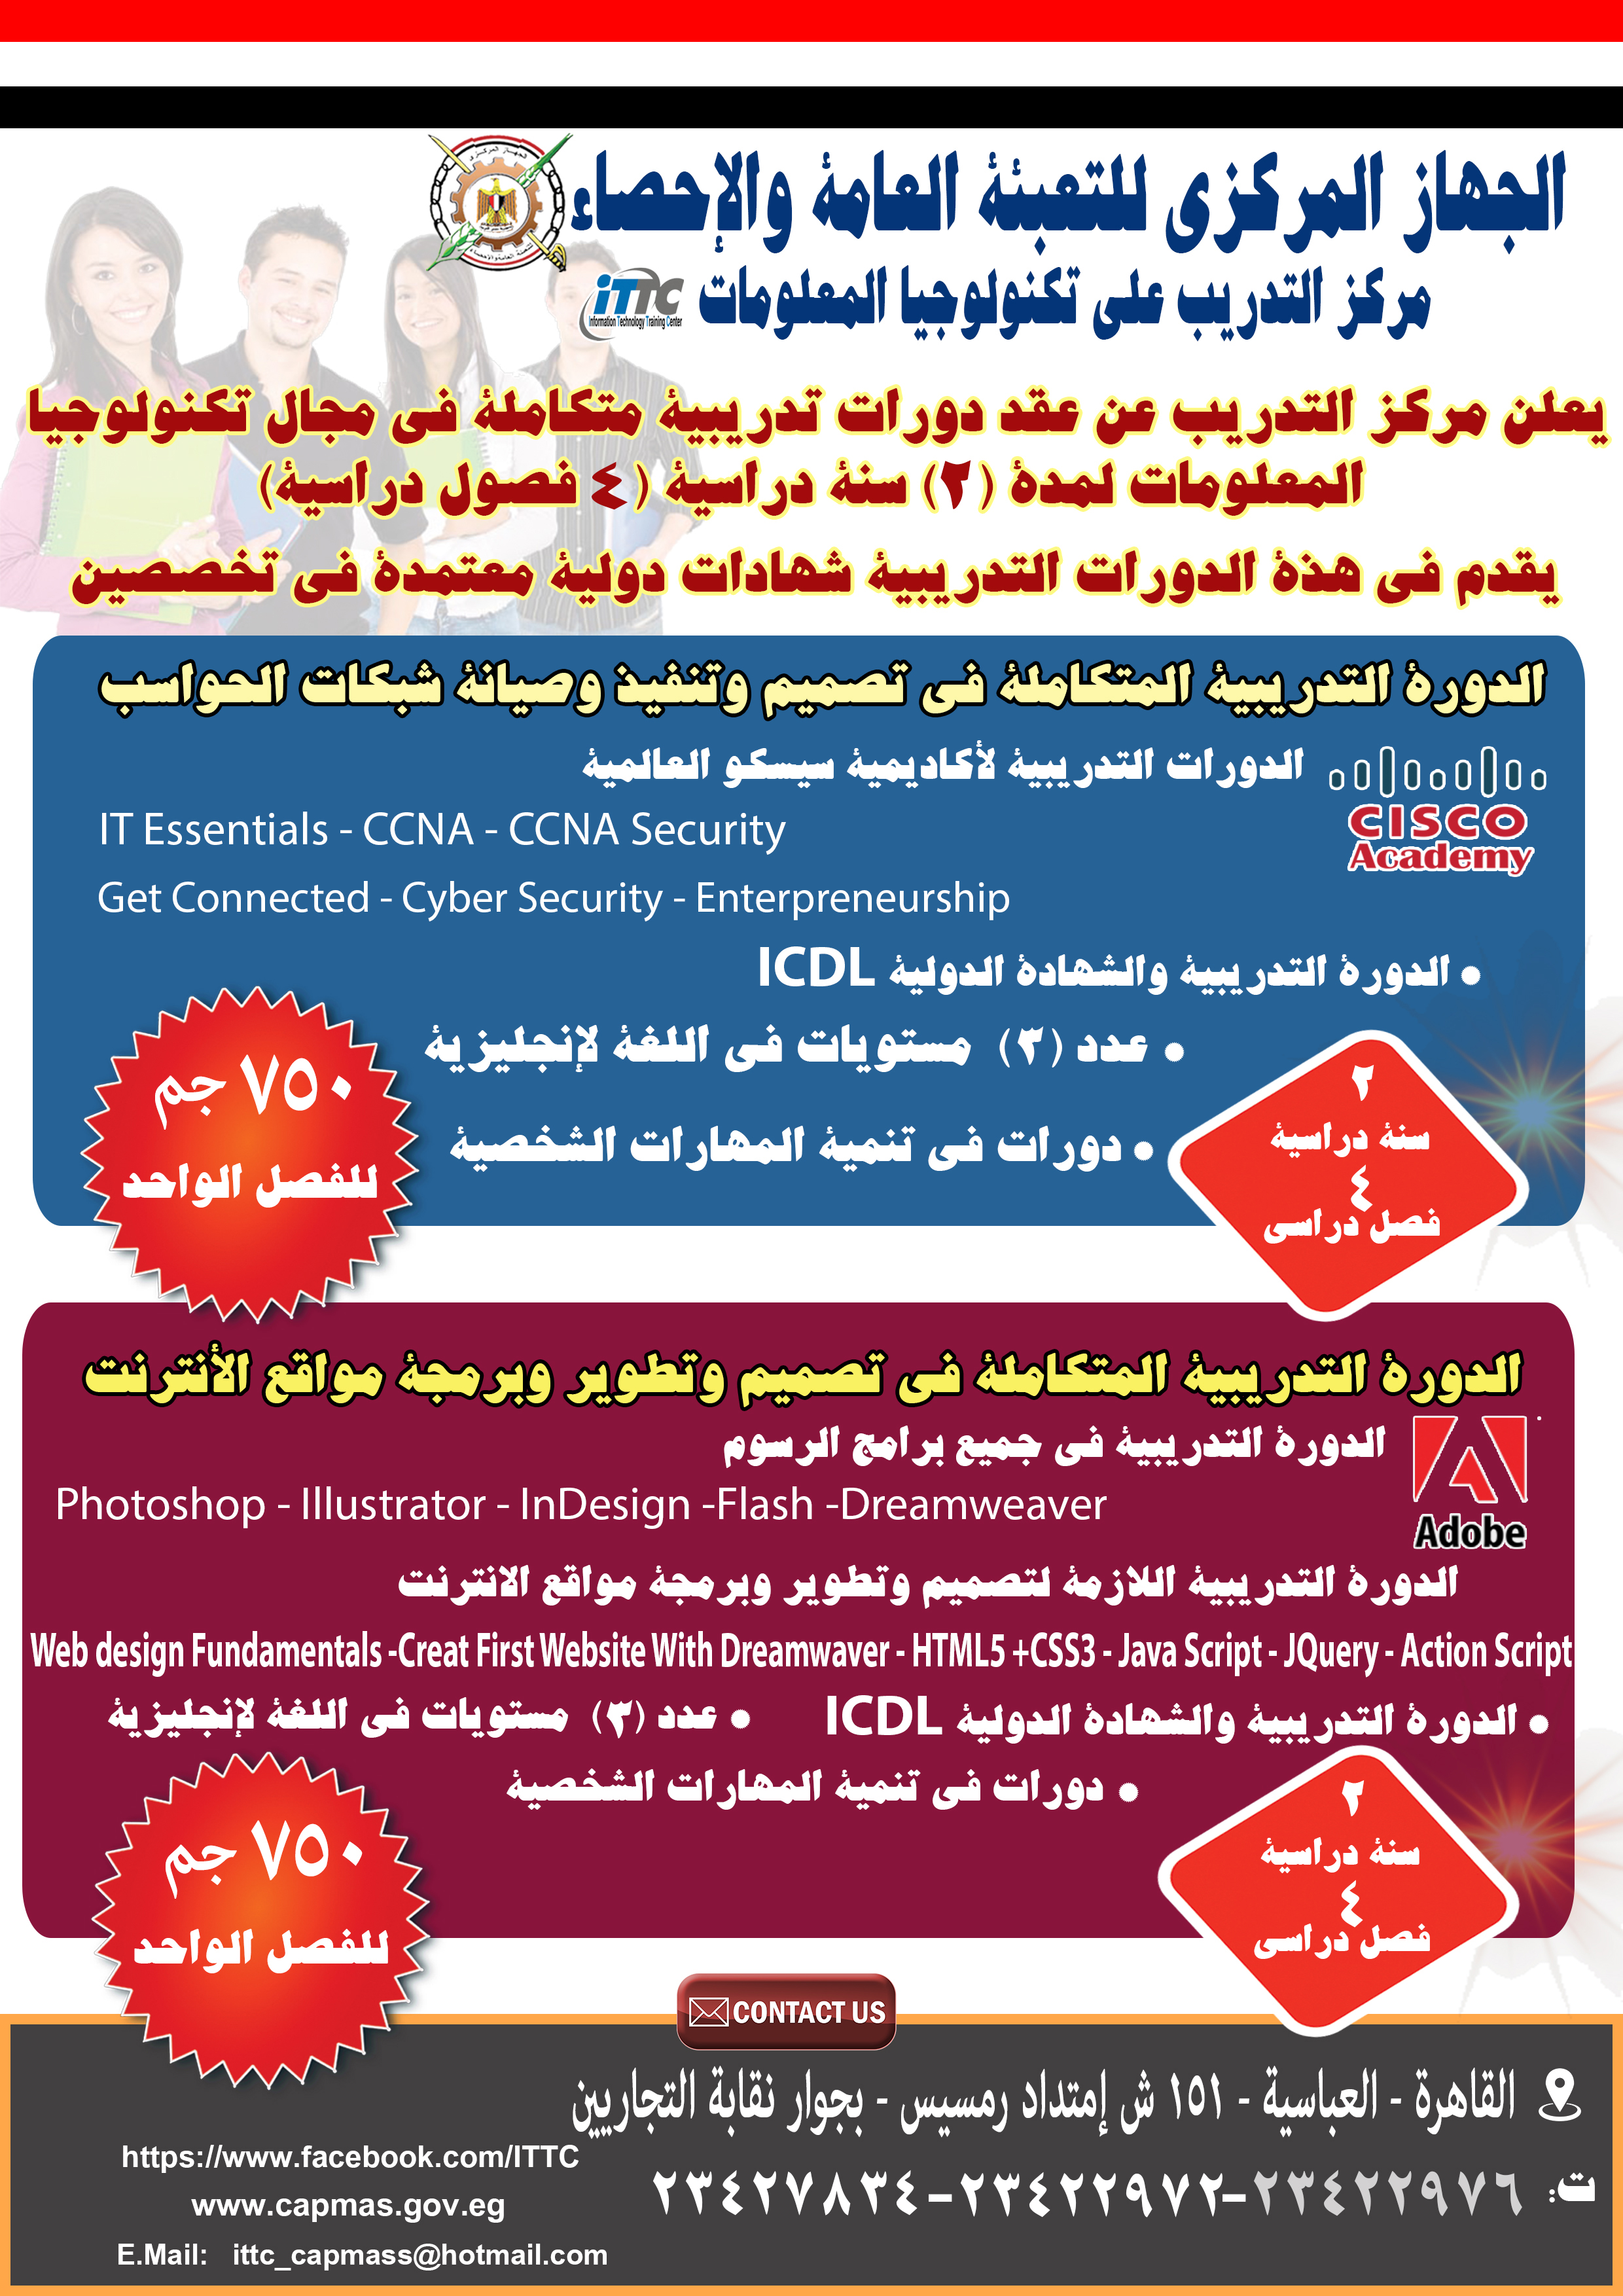 الجهاز المركزى للتعبئة العامة والإحصاء
مركز التدريب على تكنولوجيا المعلومات
iTTC
Information Technology Training Center
يعلن مركز التدريب عن عقد دورات تدريبية متكاملة فى مجال تكنولوجيا
المعلومات لمدة (٢) سنة دراسية (٤ فصول دراسية)
يقدم فى هذة الدورات التدريبية شهادات دولية معتمدة فى تخصصين
الدورة التدريبية المتكاملة فى تصميم وتنفيذ وصيانة شبكات الحواسب
الدورات التدريبية لأكاديمية سيسكو العالمية
CISCO
Academy
IT Essentials - CCNA - CCNA Security
Get Connected - Cyber Security - Enterpreneurship
• الدورة التدريبية والشهادة الدولية ICDL
• عدد (٣) مستويات فى اللغة لإنجليزية
• دورات فى تنمية المهارات الشخصية
٢
سنة دراسية
٤
فصل دراسى
٧٥٠ جم
للفصل الواحد
الدورة التدريبية المتكاملة فى تصميم وتطوير وبرمجة مواقع الأنترنت
الدورة التدريبية فى جميع برامج الرسوم
Adobe
Photoshop - Illustrator - InDesign -Flash -Dreamweaver
الدورة التدريبية اللازمة لتصميم وتطوير وبرمجة مواقع الانترنت
Web design Fundamentals -Creat First Website With Dreamwaver - HTML5 +CSS3 - Java Script - JQuery - Action Script
• الدورة التدريبية والشهادة الدولية ICDL
• عدد (٣) مستويات فى اللغة لإنجليزية
• دورات فى تنمية المهارات الشخصية
٢
سنة دراسية
٤
فصل دراسى
٧٥٠ جم
للفصل الواحد
CONTACT US
القاهرة - العباسية - ١٥١ ش إمتداد رمسيس - بجوار نقابة التجاريين
ت: ٢٣٤٢٢٩٧٦-٢٣٤٢٢٩٧٢-٢٣٤٢٧٨٣٤
https://www.facebook.com/ITTC
www.capmas.gov.eg
E.Mail: ittc_capmass@hotmail.com